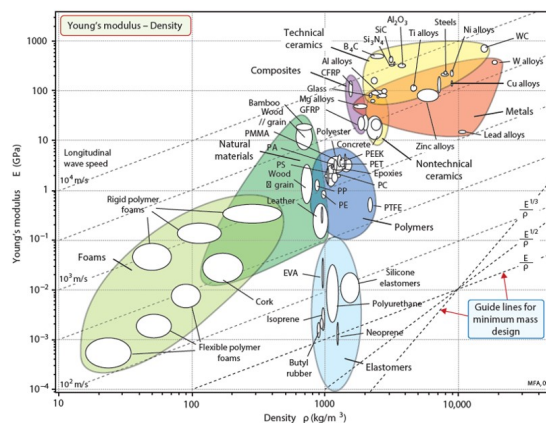 Young's modulus – Density
Technical
ceramics
Al₂O₃
SiC
Si₃N₄
B₄C
Steels
Ti alloys
Ni alloys
WC
W alloys
Cu alloys
Metals
Lead alloys
Zinc alloys
Nontechnical
ceramics
Composites
Al alloys
CFRP
Glass
Mg alloys
GFRP
Bamboo
Wood
// grain
PMMA
Polyester
Concrete
Natural
materials
PA
PS
PEEK
PET
Epoxies
PC
Wood
grain
PP
PE
Leather
PTFE
Polymers
Longitudinal
wave speed
10⁴ m/s
10³ m/s
10² m/s
Rigid polymer
foams
Foams
Cork
Flexible polymer
foams
EVA
Silicone
elastomers
Polyurethane
Isoprene
Neoprene
Butyl
rubber
Elastomers
E^1/3
ρ
E^1/2
ρ
E
ρ
Guide lines for
minimum mass
design
Young's modulus E (GPa)
1000
100
10
1
10⁻¹
10⁻²
10⁻³
10⁻⁴
10
100
1000
10,000
Density ρ (kg/m³)